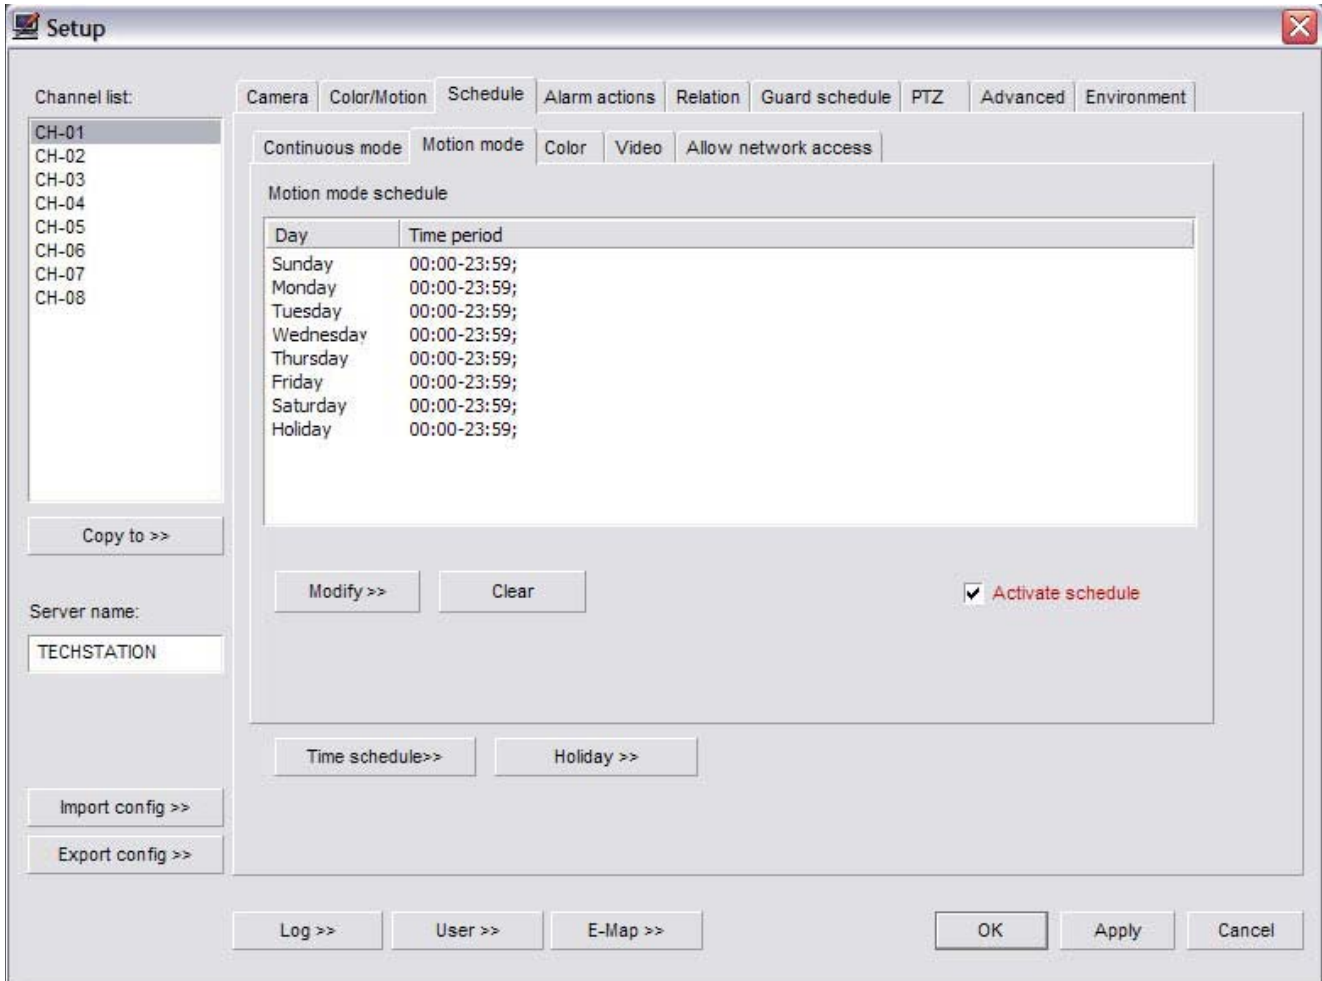 Setup
Channel list:
Camera Color/Motion Schedule Alarm actions Relation Guard schedule PTZ Advanced Environment
CH-01
CH-02
CH-03
CH-04
CH-05
CH-06
CH-07
CH-08
Continuous mode Motion mode Color Video Allow network access
Motion mode schedule
Day Time period
Sunday 00:00-23:59;
Monday 00:00-23:59;
Tuesday 00:00-23:59;
Wednesday 00:00-23:59;
Thursday 00:00-23:59;
Friday 00:00-23:59;
Saturday 00:00-23:59;
Holiday 00:00-23:59;
Copy to >>
Modify >> Clear Activate schedule
Server name:
TECHSTATION
Time schedule>> Holiday >>
Import config >>
Export config >>
Log >> User >> E-Map >> OK Apply Cancel